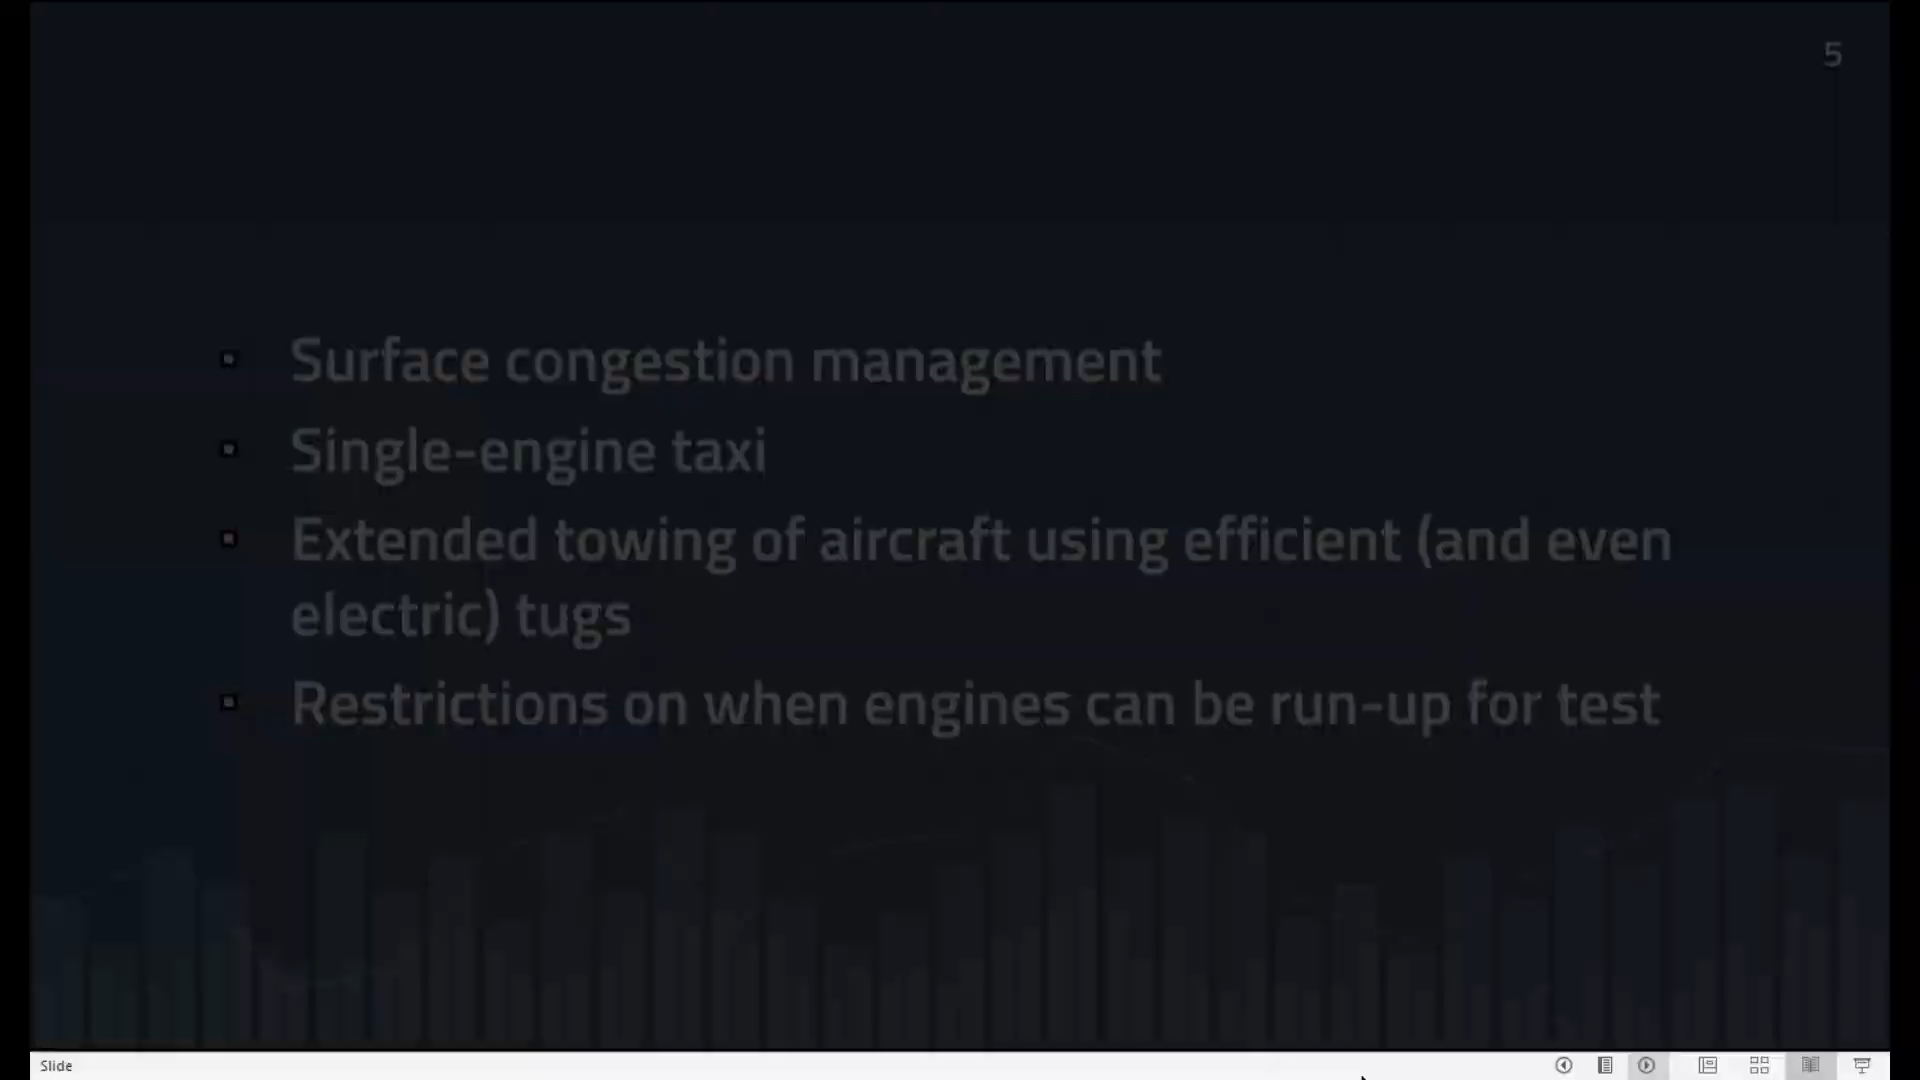 5
Surface congestion management
Single-engine taxi
Extended towing of aircraft using efficient (and even
electric) tugs
Restrictions on when engines can be run-up for test
Slide